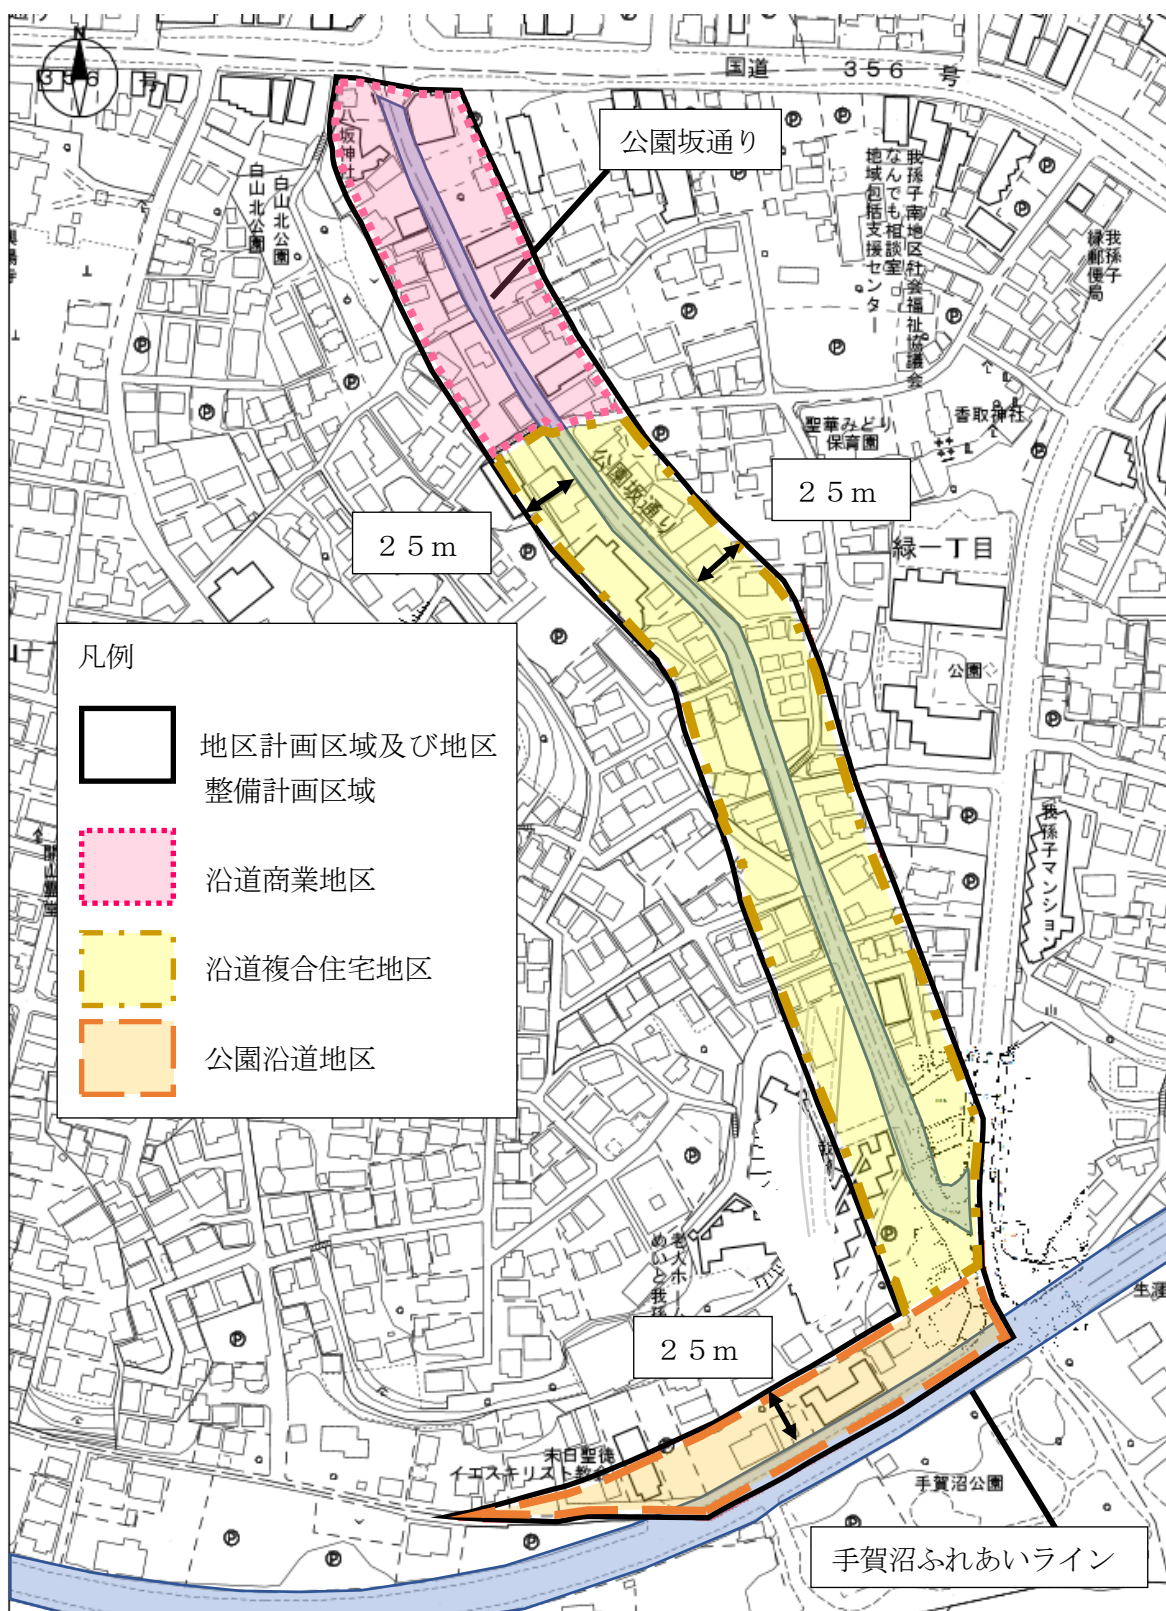 N
356 号
国道 356 号
公園坂通り
八坂神社
白山北公園
白山北公園
我孫子南地区社会福祉協議会
なんでも相談室
地域包括支援センター
我孫子
緑郵便局
香取神社
聖華みどり
保育園
公園坂通り
２５ｍ
２５ｍ
緑一丁目
公園
凡例
地区計画区域及び地区
整備計画区域
沿道商業地区
沿道複合住宅地区
公園沿道地区
我孫子マンション
老人ホーム
めいと我孫
２５ｍ
末日聖徒
イエスキリスト教会
手賀沼公園
手賀沼ふれあいライン